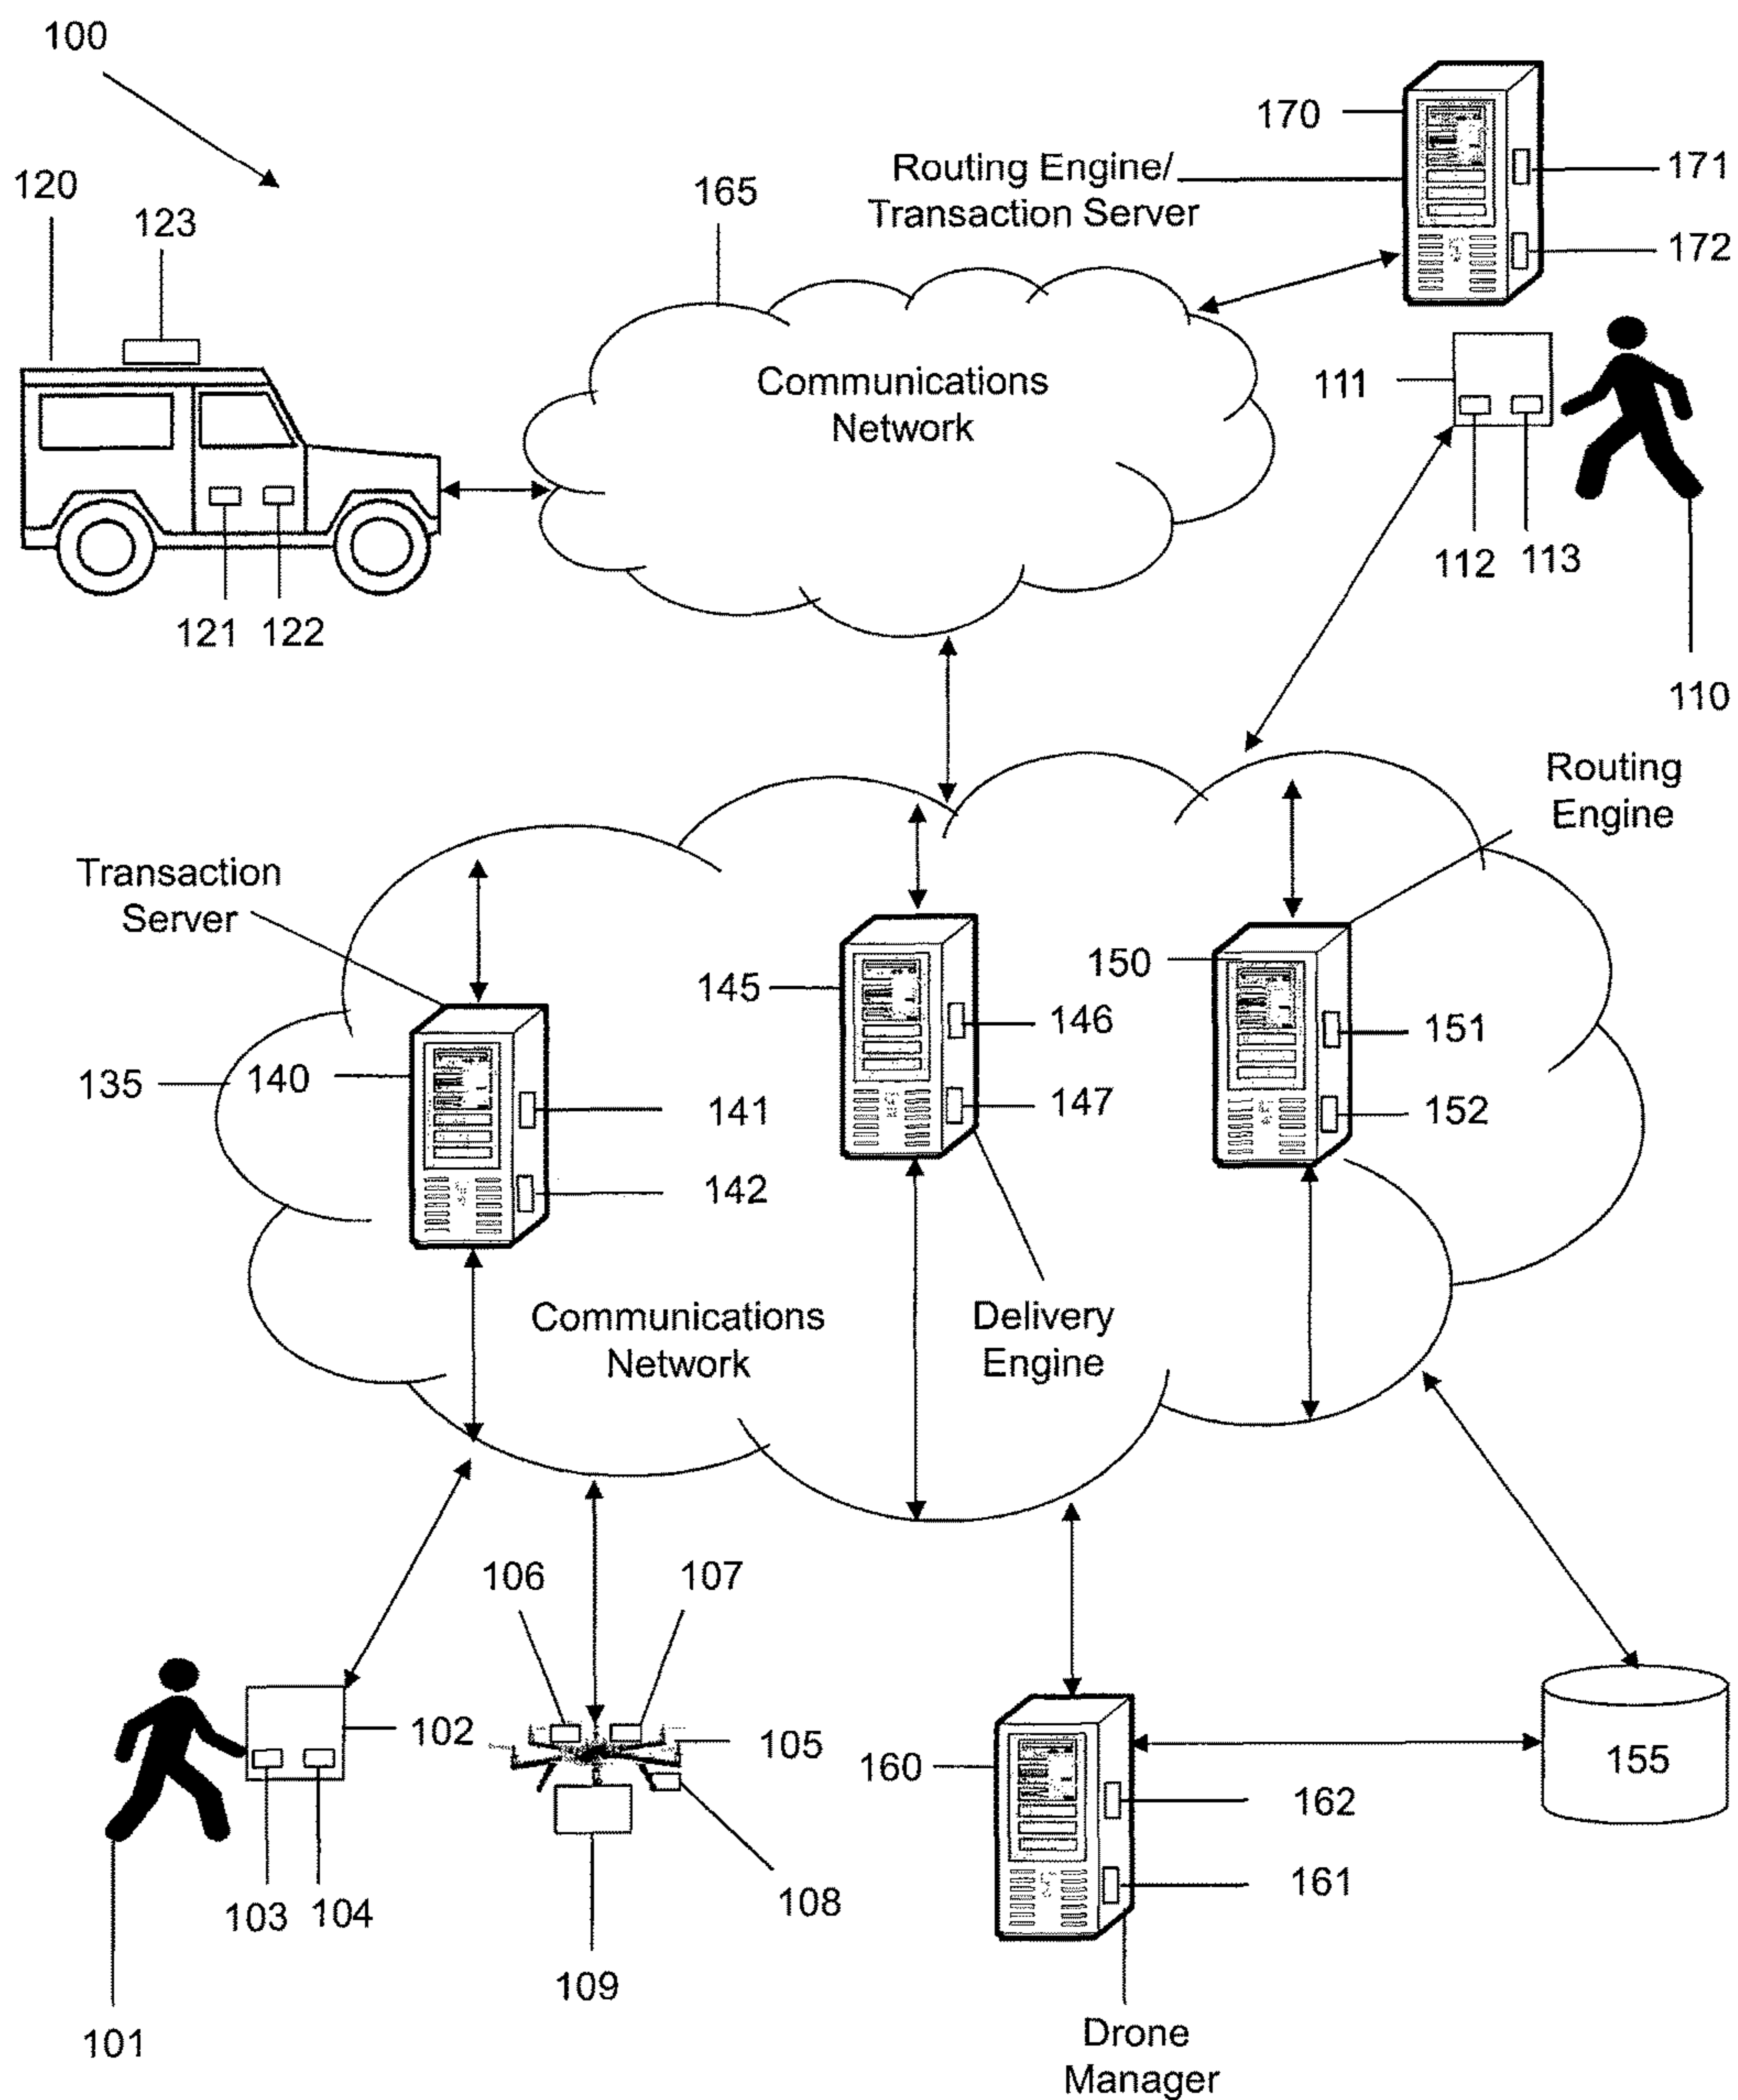 100
170
Routing Engine/
Transaction Server
171
172
120
123
165
Communications
Network
111
112
113
110
121
122
Routing
Engine
Transaction
Server
145
146
147
150
151
152
135
140
141
142
Communications
Network
Delivery
Engine
106
107
102
105
108
109
103
104
101
160
162
161
155
Drone
Manager